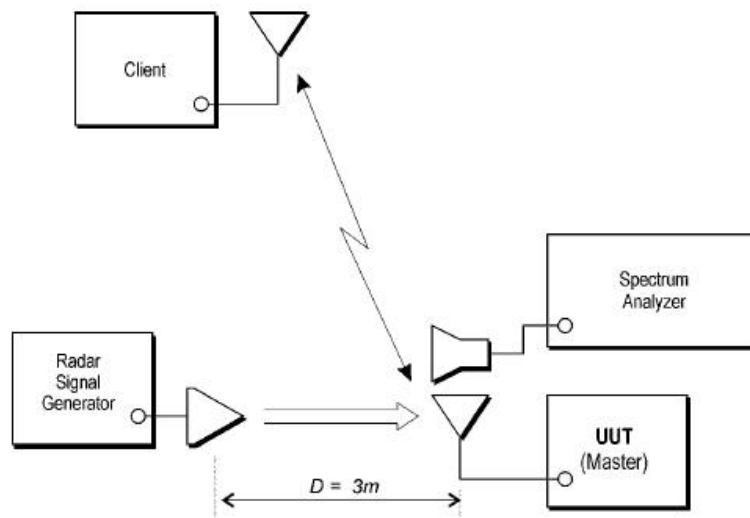 Client
Spectrum
Analyzer
Radar
Signal
Generator
UUT
(Master)
D = 3m